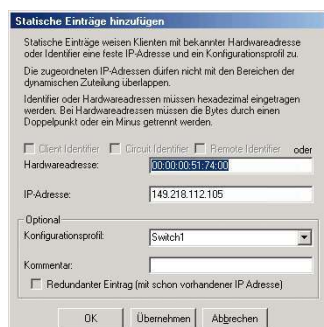 Statische Einträge hinzufügen
Statische Einträge weisen Klienten mit bekannter Hardwareadresse
oder Identifier eine feste IP-Adresse und ein Konfigurationsprofil zu.
Die zugeordneten IP-Adressen dürfen nicht mit den Bereichen der
dynamischen Zuteilung überlappen.
Identifier oder Hardwareadressen müssen hexadezimal eingetragen
werden. Bei Hardwareadressen müssen die Bytes durch einen
Doppelpunkt oder ein Minus getrennt werden.
Client Identifier Circuit Identifier Remote Identifier oder
Hardwareadresse: 00:00:00:51:74:00
IP-Adresse: 149.218.112.105
Optional
Konfigurationsprofil: Switch1
Kommentar:
Redundanter Eintrag (mit schon vorhandener IP Adresse)
OK Übernehmen Abbrechen